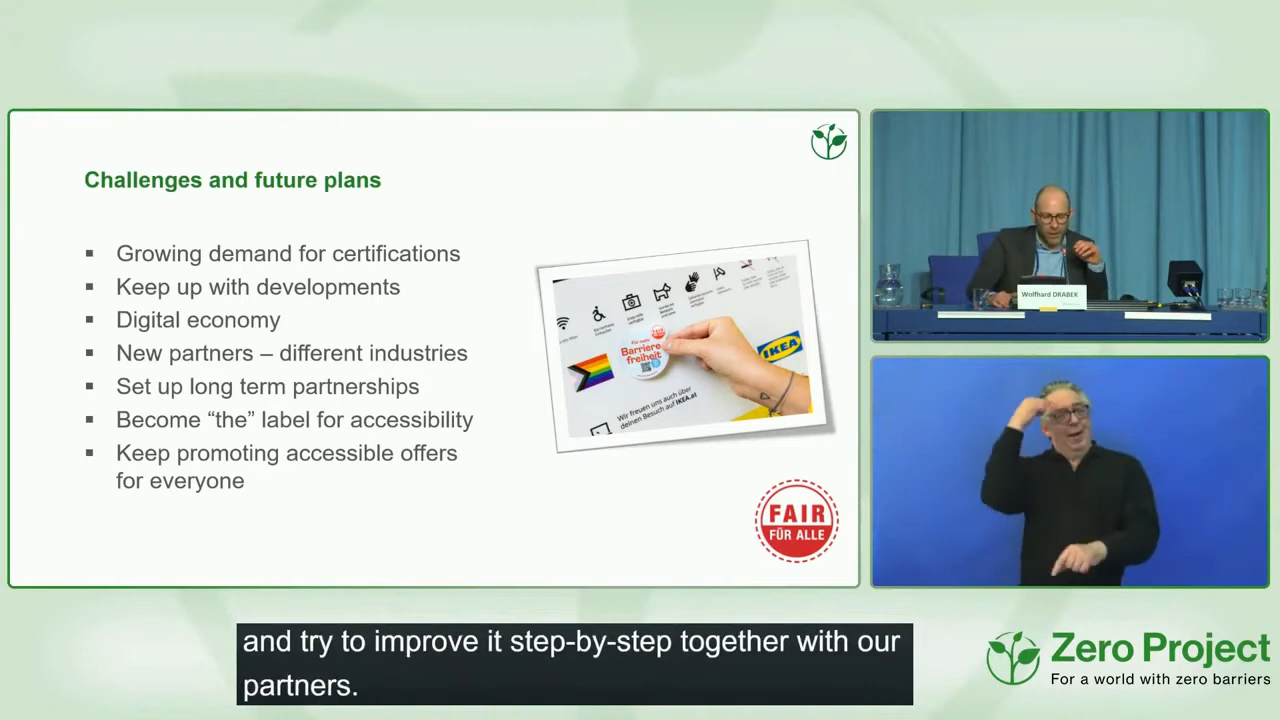 Challenges and future plans
Growing demand for certifications
Keep up with developments
Digital economy
New partners – different industries
Set up long term partnerships
Become “the” label for accessibility
Keep promoting accessible offers
for everyone
Für mehr
Barriere
freiheit
IKEA
Wir freuen uns auch über
deinen Besuch auf IKEA.at
FAIR
FÜR ALLE
Wolfhard DRABEK
and try to improve it step-by-step together with our
partners.
Zero Project
For a world with zero barriers